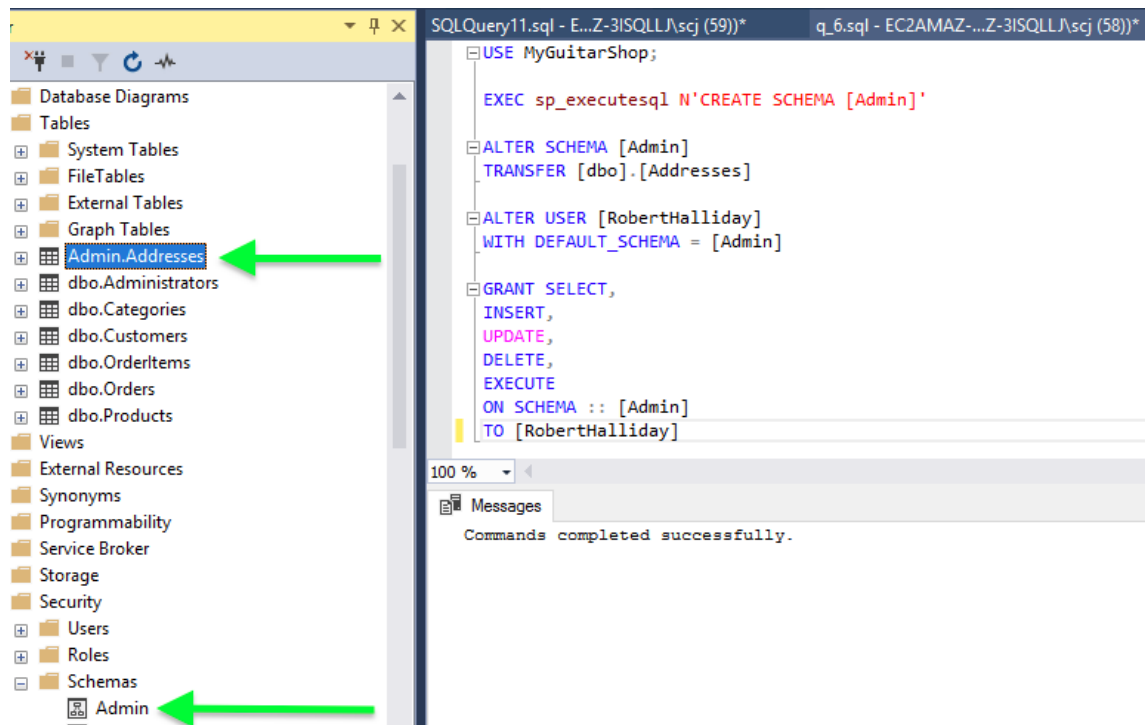 Database Diagrams
Tables
System Tables
FileTables
External Tables
Graph Tables
Admin.Addresses
dbo.Administrators
dbo.Categories
dbo.Customers
dbo.OrderItems
dbo.Orders
dbo.Products
Views
External Resources
Synonyms
Programmability
Service Broker
Storage
Security
Users
Roles
Schemas
Admin
SQLQuery11.sql - E...Z-3ISQLLJ\scj (59))*
q_6.sql - EC2AMAZ-...Z-3ISQLLJ\scj (58))*
USE MyGuitarShop;
EXEC sp_executesql N'CREATE SCHEMA [Admin]'
ALTER SCHEMA [Admin]
TRANSFER [dbo].[Addresses]
ALTER USER [RobertHalliday]
WITH DEFAULT_SCHEMA = [Admin]
GRANT SELECT,
INSERT,
UPDATE,
DELETE,
EXECUTE
ON SCHEMA :: [Admin]
TO [RobertHalliday]
100 %
Messages
Commands completed successfully.